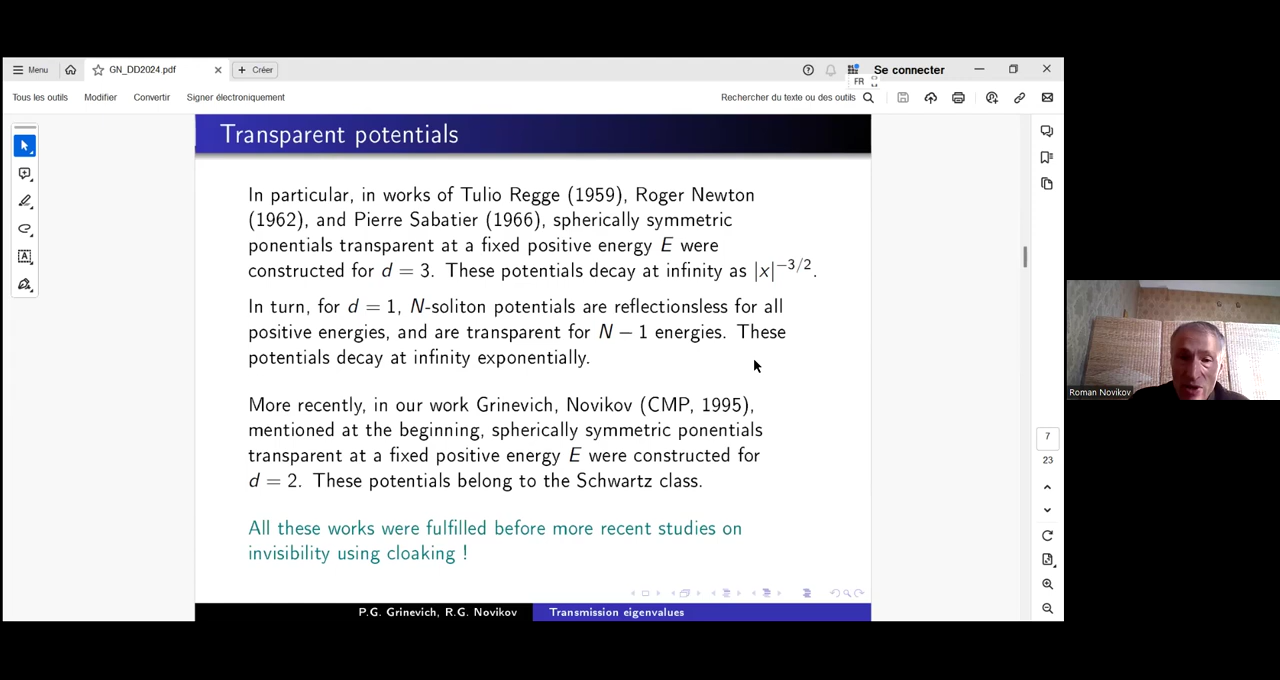 Menu
GN_DD2024.pdf
Créer
Se connecter
FR
Tous les outils
Modifier
Convertir
Signer électroniquement
Rechercher du texte ou des outils
Transparent potentials
In particular, in works of Tulio Regge (1959), Roger Newton
(1962), and Pierre Sabatier (1966), spherically symmetric
ponentials transparent at a fixed positive energy E were
constructed for d = 3. These potentials decay at infinity as |x|^{-3/2}.
In turn, for d = 1, N-soliton potentials are reflectionsless for all
positive energies, and are transparent for N − 1 energies. These
potentials decay at infinity exponentially.
More recently, in our work Grinevich, Novikov (CMP, 1995),
mentioned at the beginning, spherically symmetric ponentials
transparent at a fixed positive energy E were constructed for
d = 2. These potentials belong to the Schwartz class.
All these works were fulfilled before more recent studies on
invisibility using cloaking !
P.G. Grinevich, R.G. Novikov
Transmission eigenvalues
7
23
Roman Novikov